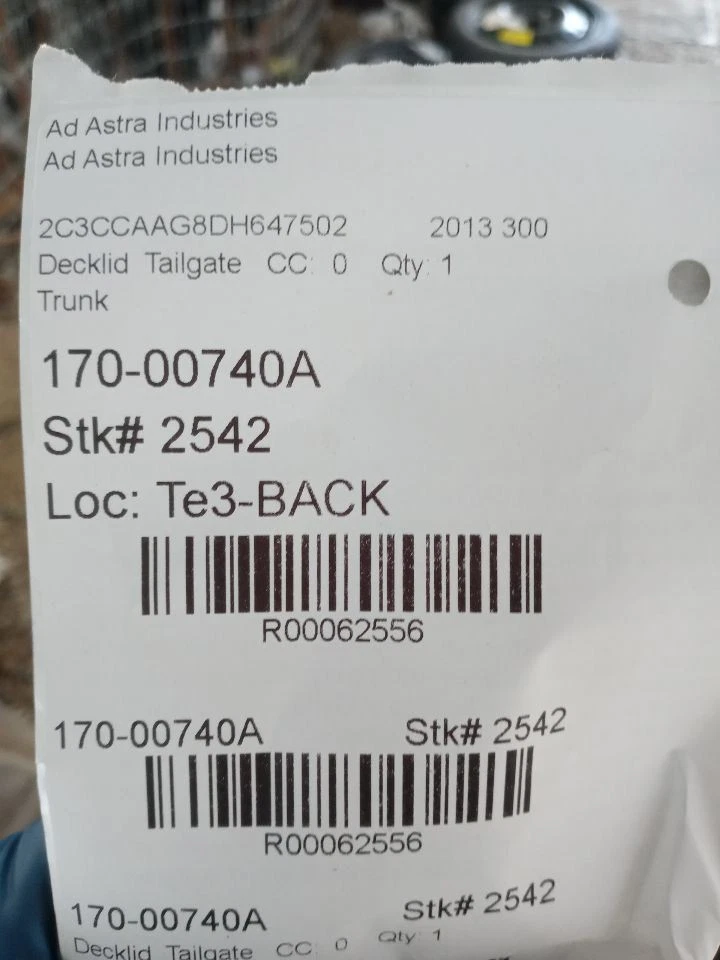 Ad Astra Industries
Ad Astra Industries
2C3CCAAG8DH647502 2013 300
Decklid Tailgate CC: 0 Qty: 1
Trunk
170-00740A
Stk# 2542
Loc: Te3-BACK
R00062556
170-00740A Stk# 2542
R00062556
170-00740A Stk# 2542
Decklid Tailgate CC: 0 Qty: 1